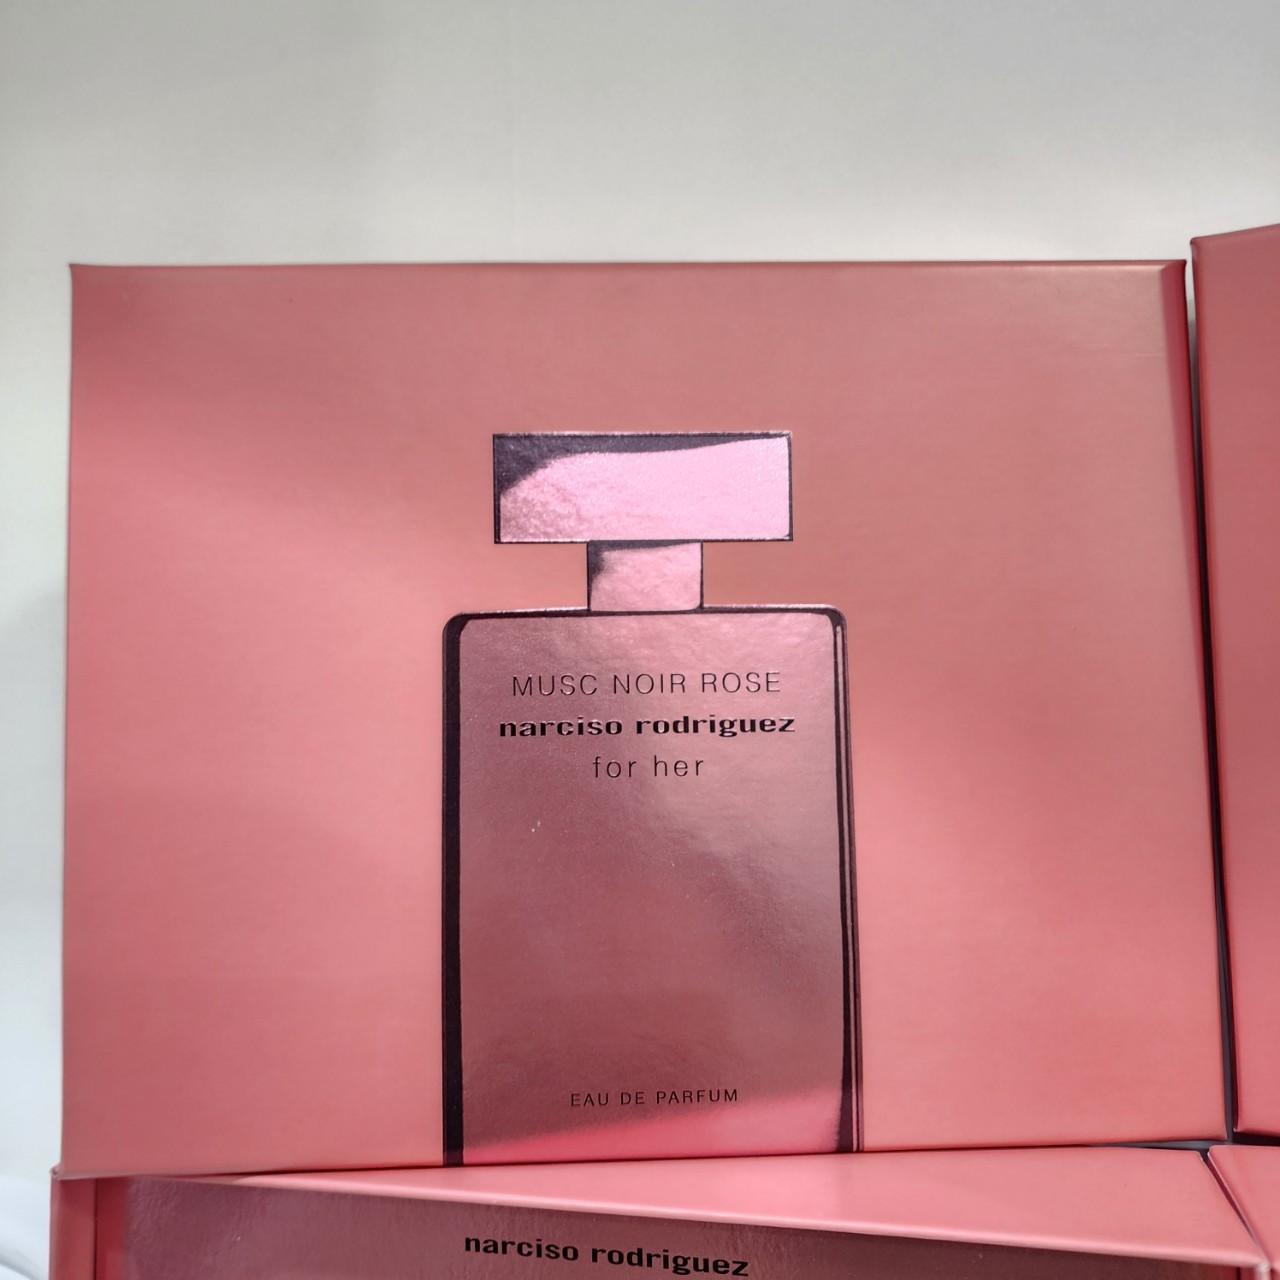 MUSC NOIR ROSE
narciso rodriguez
for her
EAU DE PARFUM
narciso rodriguez